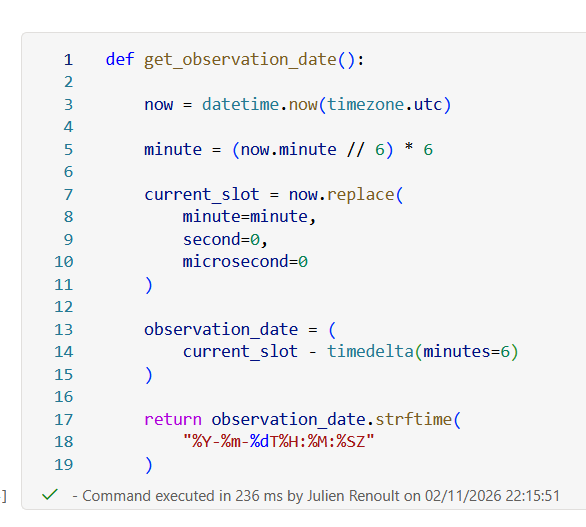 1 def get_observation_date():
2
3     now = datetime.now(timezone.utc)
4
5     minute = (now.minute // 6) * 6
6
7     current_slot = now.replace(
8         minute=minute,
9         second=0,
10         microsecond=0
11     )
12
13     observation_date = (
14         current_slot - timedelta(minutes=6)
15     )
16
17     return observation_date.strftime(
18         "%Y-%m-%dT%H:%M:%SZ"
19     )
] ✓ - Command executed in 236 ms by Julien Renoult on 02/11/2026 22:15:51